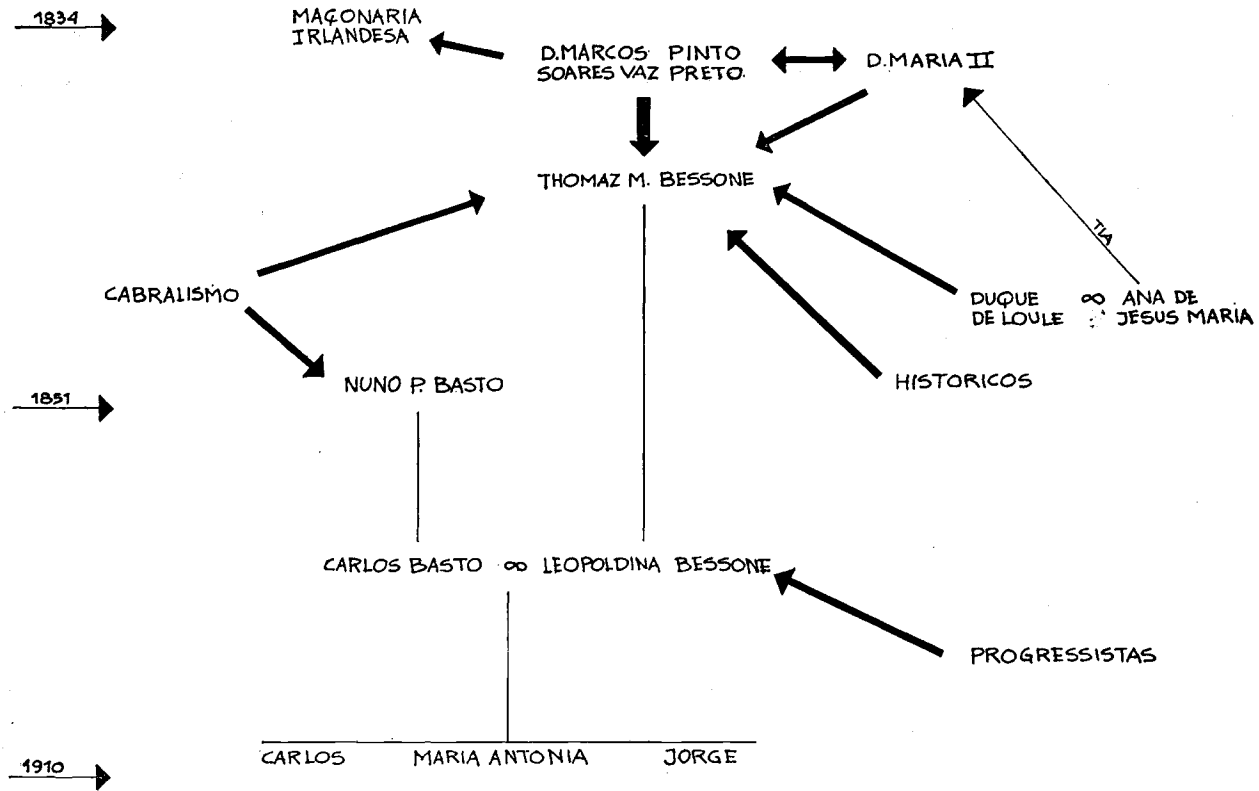 1834
MAÇONARIA
IRLANDESA
D.MARCOS PINTO
SOARES VAZ PRETO.
D.MARIA II
THOMAZ M. BESSONE
TIA
CABRALISMO
DUQUE ∞ ANA DE
DE LOULE JESUS MARIA
NUNO P. BASTO
HISTORICOS
1851
CARLOS BASTO ∞ LEOPOLDINA BESSONE
PROGRESSISTAS
CARLOS MARIA ANTONIA JORGE
1910